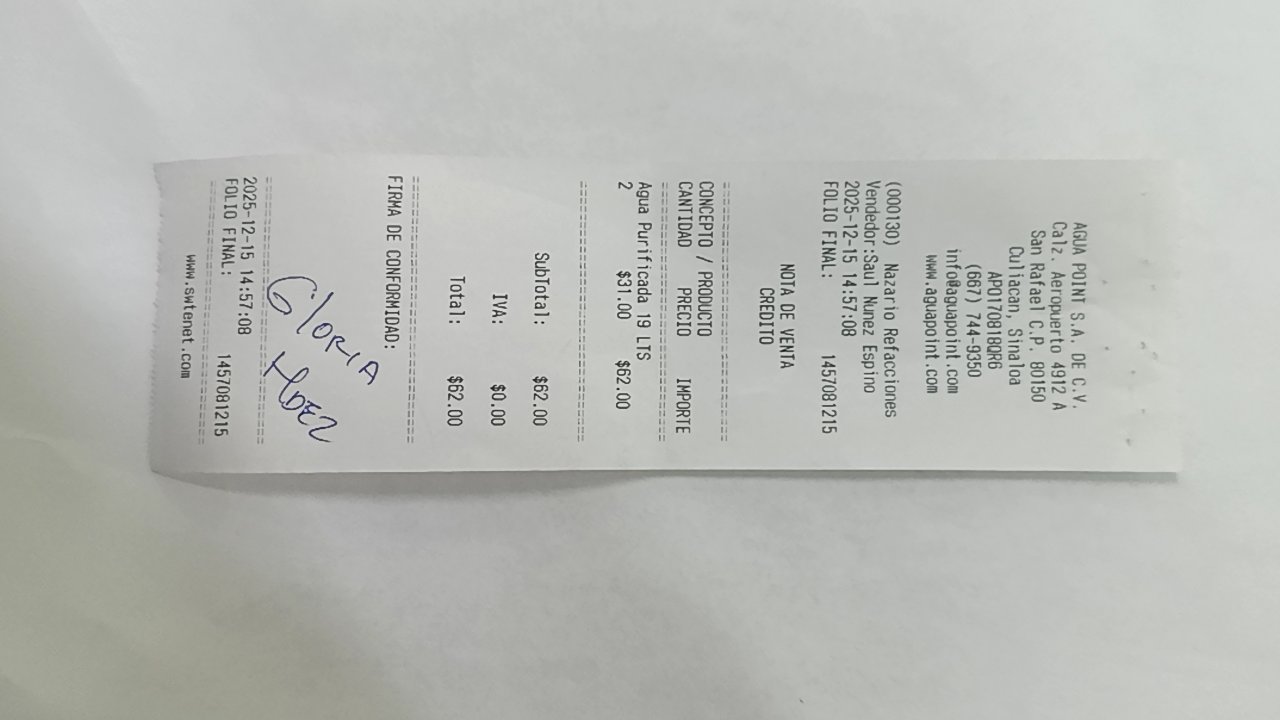 AGUA POINT S.A. DE C.V.
Calz. Aeropuerto 4912 A
San Rafael C.P. 80150
Culiacan, Sinaloa
APO170818QR6
(667) 744-9350
info@aguapoint.com
www.aguapoint.com
(000130) Nazario Refacciones
Vendedor:Saul Nunez Espino
2025-12-15 14:57:08
FOLIO FINAL: 1457081215
NOTA DE VENTA
CREDITO
CONCEPTO / PRODUCTO
CANTIDAD PRECIO IMPORTE
Agua Purificada 19 LTS
2 $31.00 $62.00
SubTotal: $62.00
IVA: $0.00
Total: $62.00
FIRMA DE CONFORMIDAD:
GlORIA
HDEZ
2025-12-15 14:57:08
FOLIO FINAL: 1457081215
www.swtenet.com